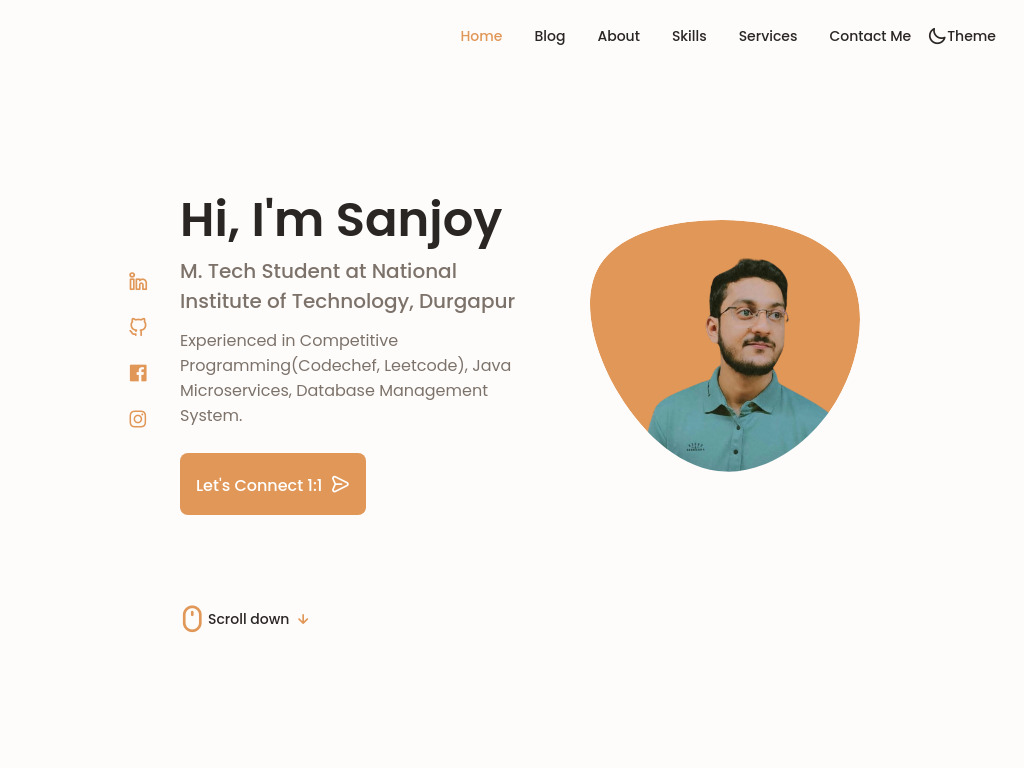 Home Blog About Skills Services Contact Me Theme
Hi, I'm Sanjoy
M. Tech Student at National
Institute of Technology, Durgapur
Experienced in Competitive
Programming(Codechef, Leetcode), Java
Microservices, Database Management
System.
Let's Connect 1:1
Scroll down